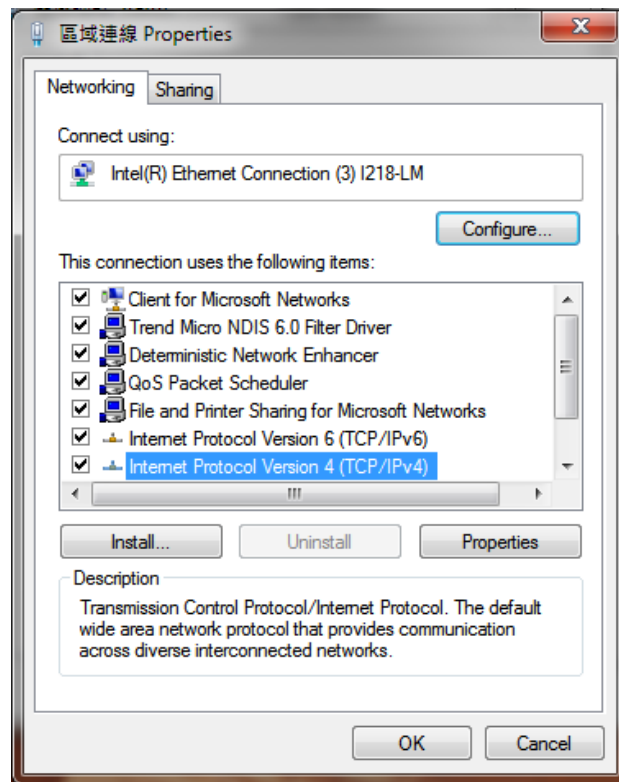 區域連線 Properties
Networking
Sharing
Connect using:
Intel(R) Ethernet Connection (3) I218-LM
Configure...
This connection uses the following items:
Client for Microsoft Networks
Trend Micro NDIS 6.0 Filter Driver
Deterministic Network Enhancer
QoS Packet Scheduler
File and Printer Sharing for Microsoft Networks
Internet Protocol Version 6 (TCP/IPv6)
Internet Protocol Version 4 (TCP/IPv4)
Install...
Uninstall
Properties
Description
Transmission Control Protocol/Internet Protocol. The default
wide area network protocol that provides communication
across diverse interconnected networks.
OK
Cancel